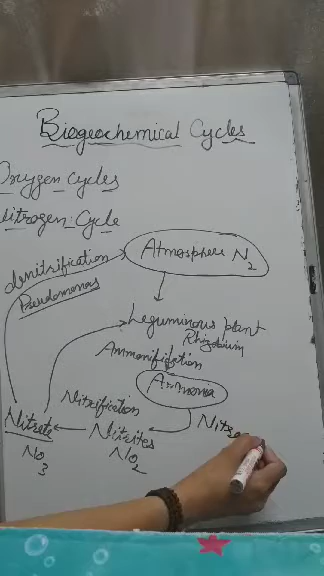 Biogeochemical Cycles
Oxygen Cycles
Nitrogen Cycle
Atmosphere N2
denitrification
Pseudomonas
Leguminous plant
Rhizobium
Ammonification
Ammonia
Nitrification
Nitrate
Nitrites
NO3
NO2